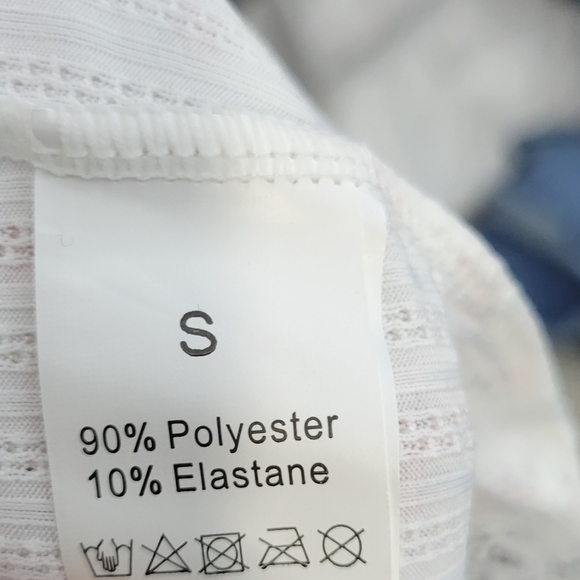 S
90% Polyester
10% Elastane